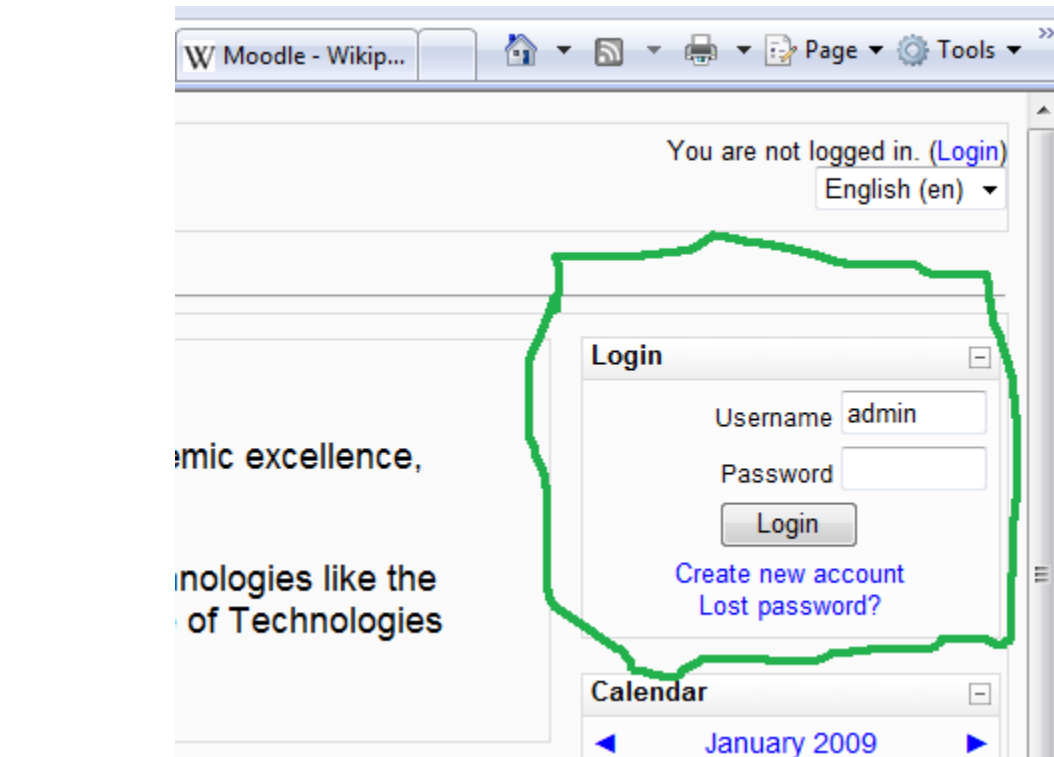 W Moodle - Wikip...
Page
Tools
You are not logged in. (Login)
English (en)
Login
Username admin
emic excellence,
Password
Login
Create new account
nologies like the
Lost password?
of Technologies
Calendar
January 2009